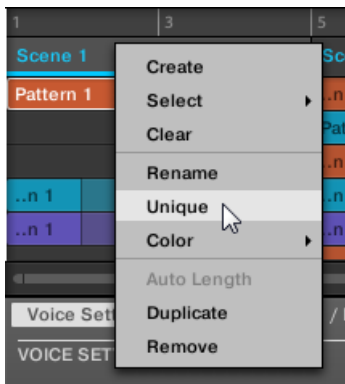 1 3 5
Scene 1 Sc
Create
Pattern 1 ..n
Select
Pat
Clear
..n
Rename
..n 1 Unique ..n
..n 1 Color ..n
Auto Length
Voice Sett Duplicate /
VOICE SET Remove